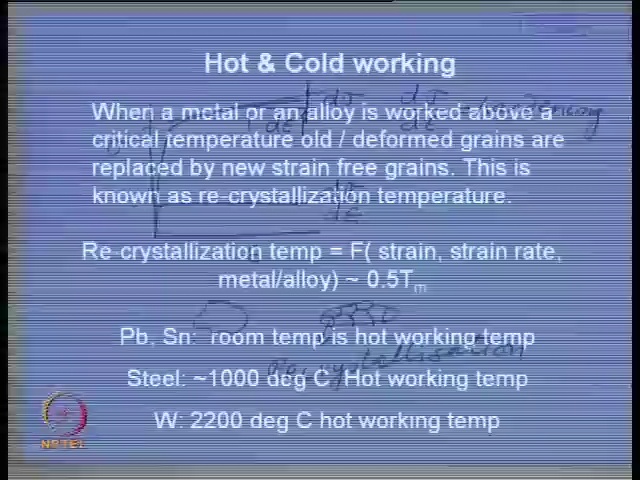 Hot & Cold working
When a metal or an alloy is worked above a
critical temperature old / deformed grains are
replaced by new strain free grains. This is
known as re-crystallization temperature.
Re-crystallization temp = F( strain, strain rate,
metal/alloy) ~ 0.5Tm
Pb, Sn: room temp is hot working temp
Steel: ~1000 deg C Hot working temp
W: 2200 deg C hot working temp
NPTEL